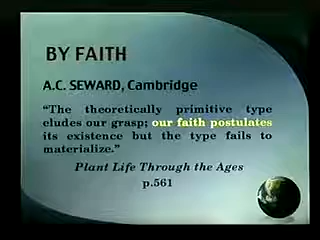 BY FAITH
A.C. SEWARD, Cambridge
“The theoretically primitive type
eludes our grasp; our faith postulates
its existence but the type fails to
materialize.”
Plant Life Through the Ages
p.561